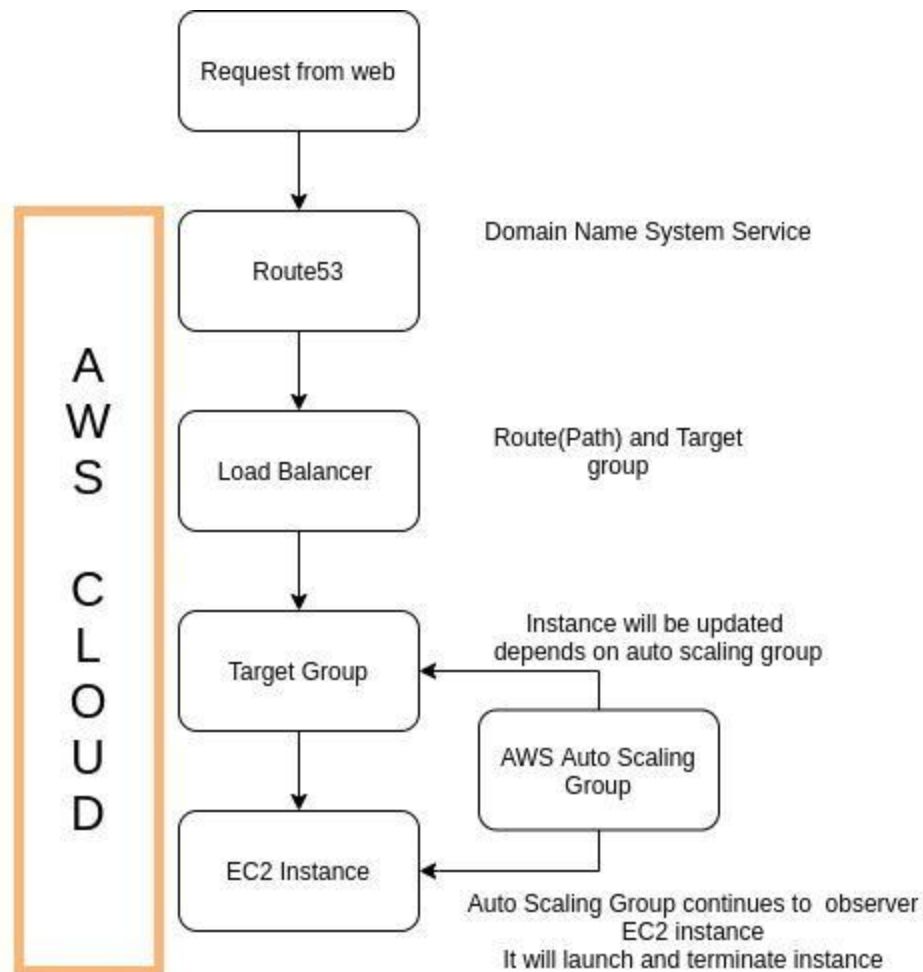 Request from web
Route53
Domain Name System Service
AWS CLOUD
Load Balancer
Route(Path) and Target
group
Target Group
Instance will be updated
depends on auto scaling group
AWS Auto Scaling
Group
EC2 Instance
Auto Scaling Group continues to observer
EC2 instance
It will launch and terminate instance